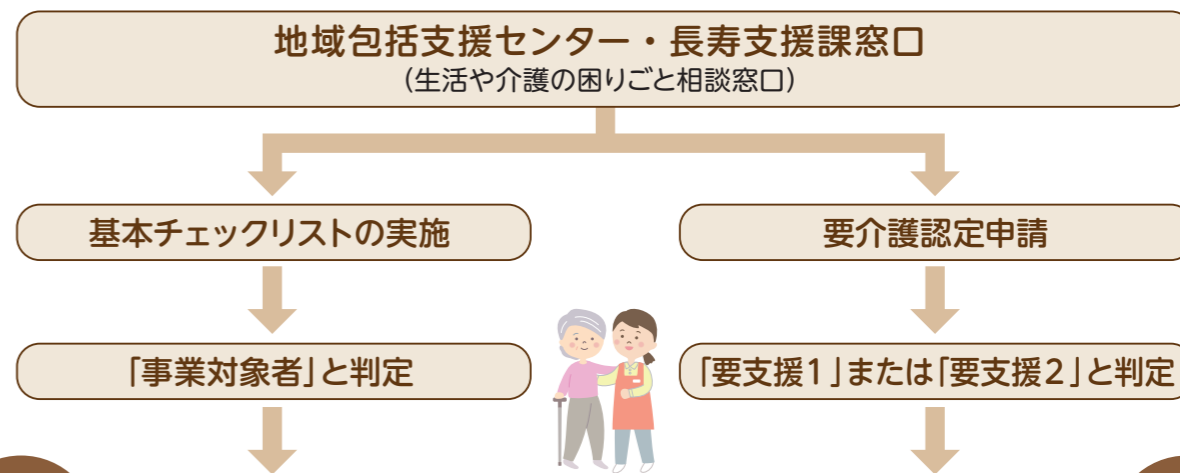 地域包括支援センター・長寿支援課窓口
(生活や介護の困りごと相談窓口)
基本チェックリストの実施
要介護認定申請
「事業対象者」と判定
「要支援1」または「要支援2」と判定